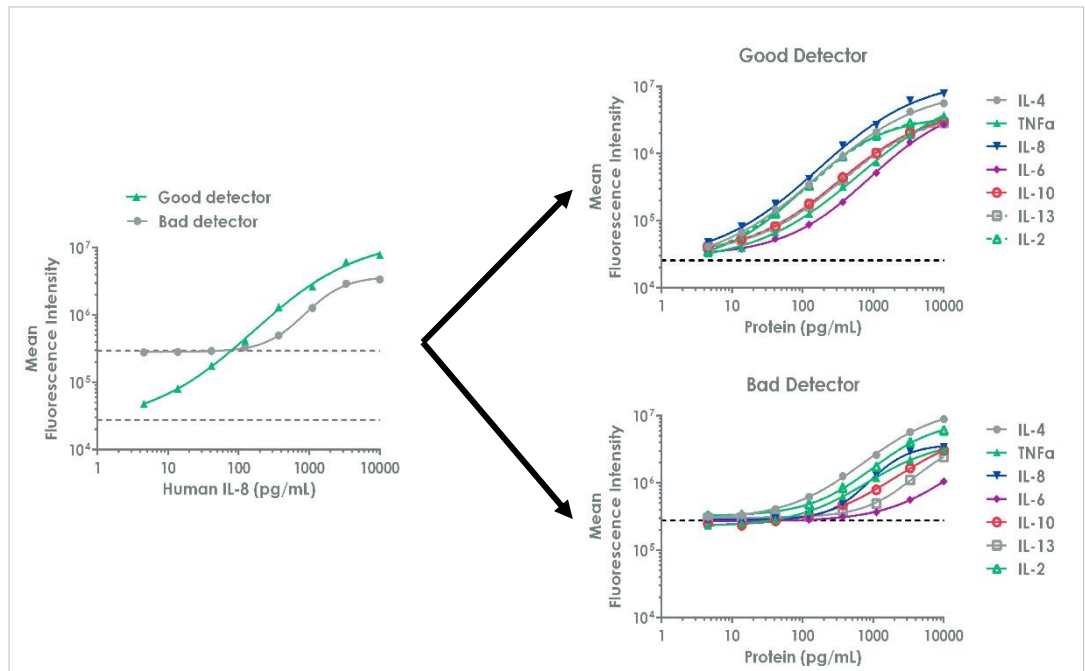 Good detector
Bad detector
Mean
Fluorescence Intensity
10⁷
10⁶
10⁵
10⁴
1
10
100
1000
10000
Human IL-8 (pg/mL)
Good Detector
Mean
Fluorescence Intensity
10⁷
10⁶
10⁵
10⁴
1
10
100
1000
10000
Protein (pg/mL)
IL-4
TNFα
IL-8
IL-6
IL-10
IL-13
IL-2
Bad Detector
Mean
Fluorescence Intensity
10⁷
10⁶
10⁵
10⁴
1
10
100
1000
10000
Protein (pg/mL)
IL-4
TNFα
IL-8
IL-6
IL-10
IL-13
IL-2